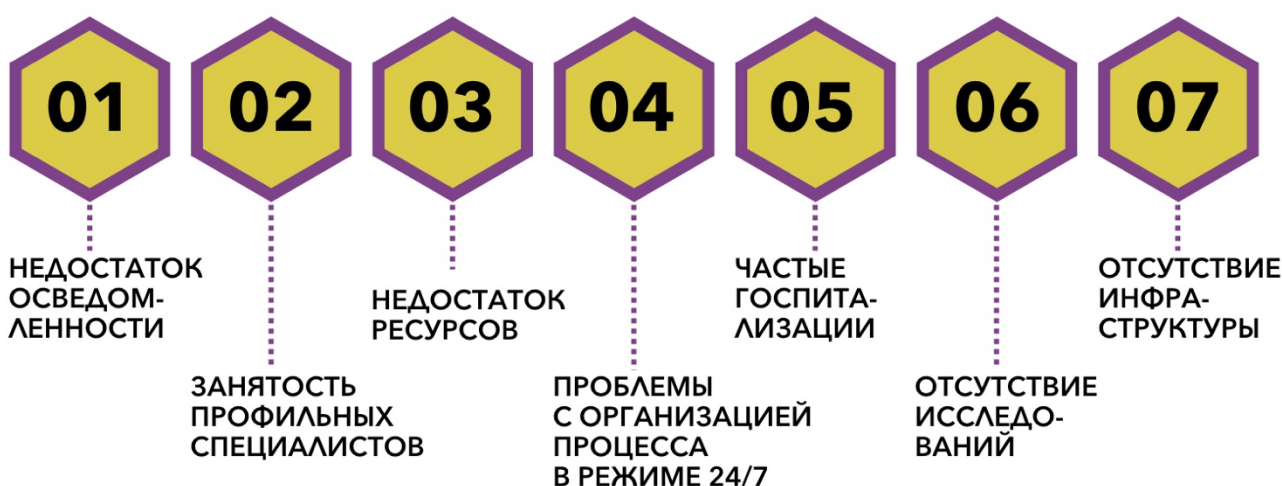 01
НЕДОСТАТОК
ОСВЕДОМ-
ЛЕННОСТИ
02
ЗАНЯТОСТЬ
ПРОФИЛЬНЫХ
СПЕЦИАЛИСТОВ
03
НЕДОСТАТОК
РЕСУРСОВ
04
ПРОБЛЕМЫ
С ОРГАНИЗАЦИЕЙ
ПРОЦЕССА
В РЕЖИМЕ 24/7
05
ЧАСТЫЕ
ГОСПИТА-
ЛИЗАЦИИ
06
ОТСУТСТВИЕ
ИССЛЕДО-
ВАНИЙ
07
ОТСУТСТВИЕ
ИНФРА-
СТРУКТУРЫ